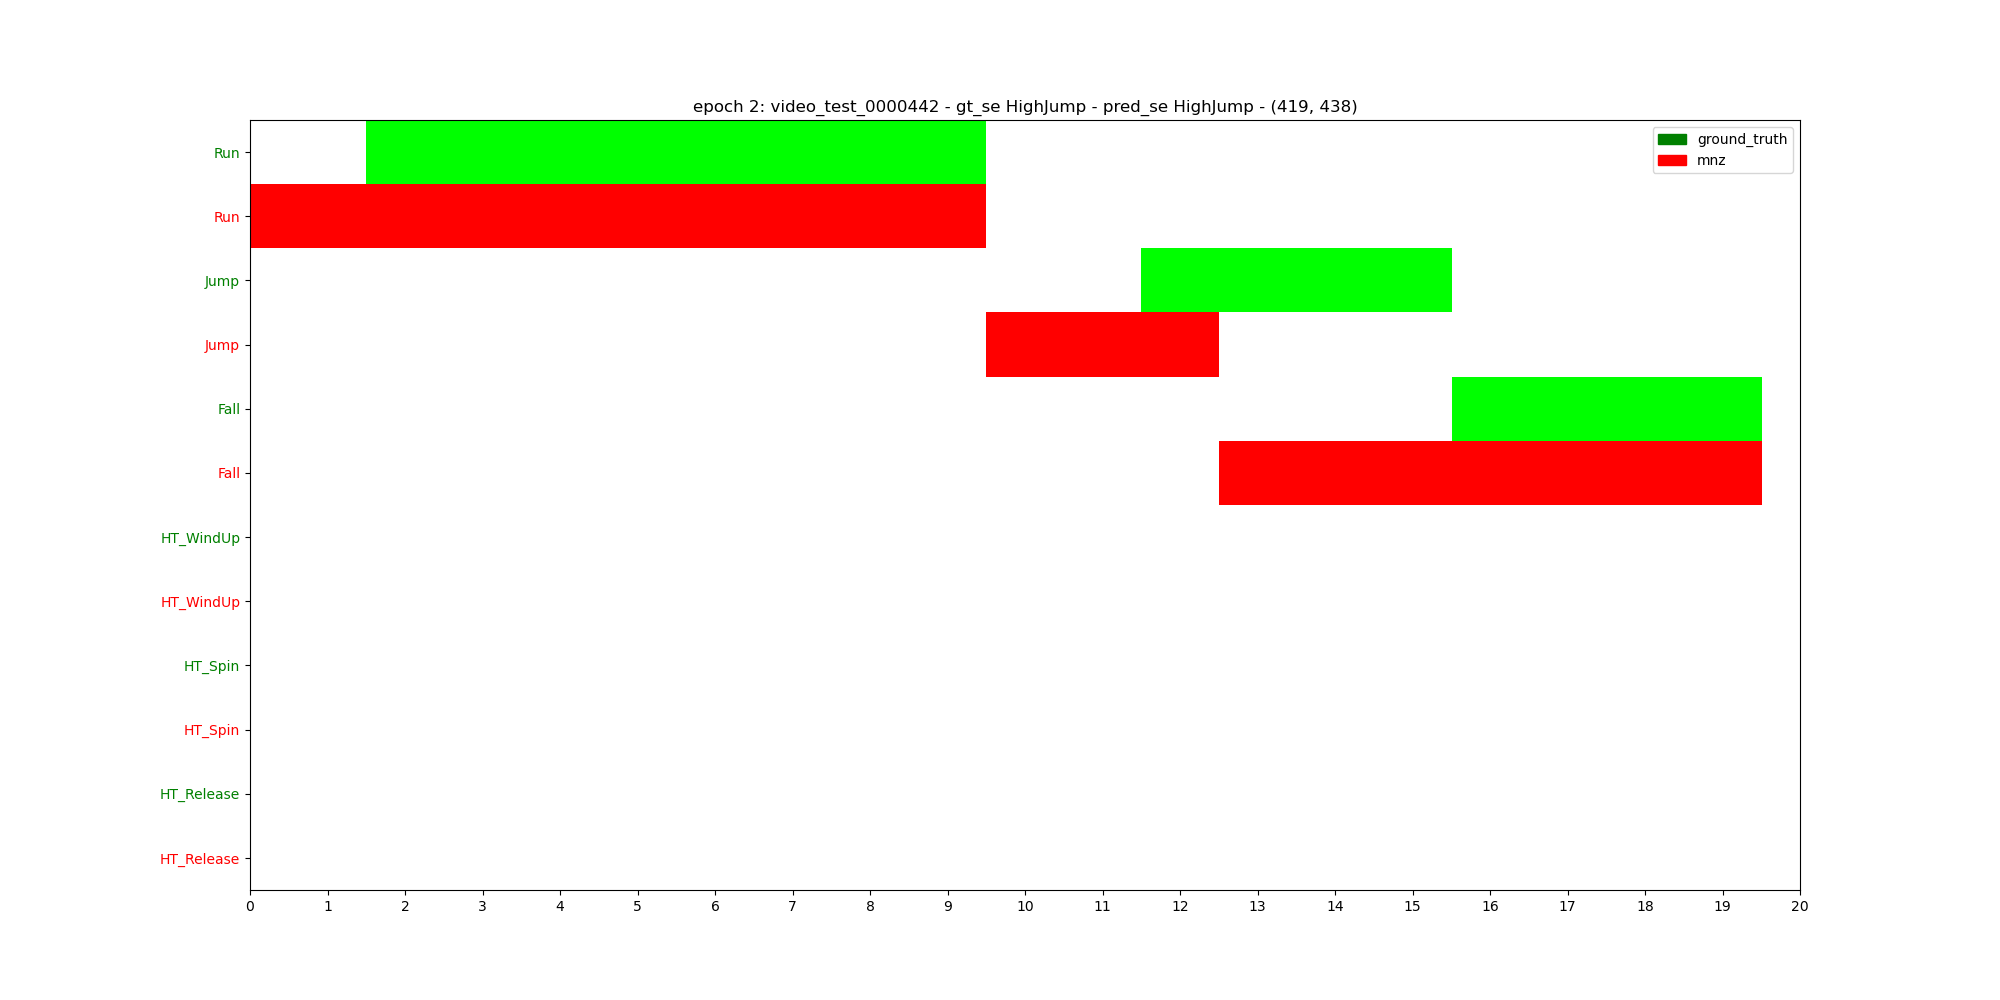 epoch 2: video_test_0000442 - gt_se HighJump - pred_se HighJump - (419, 438)
ground_truth
mnz
Run
Run
Jump
Jump
Fall
Fall
HT_WindUp
HT_WindUp
HT_Spin
HT_Spin
HT_Release
HT_Release
0 1 2 3 4 5 6 7 8 9 10 11 12 13 14 15 16 17 18 19 20